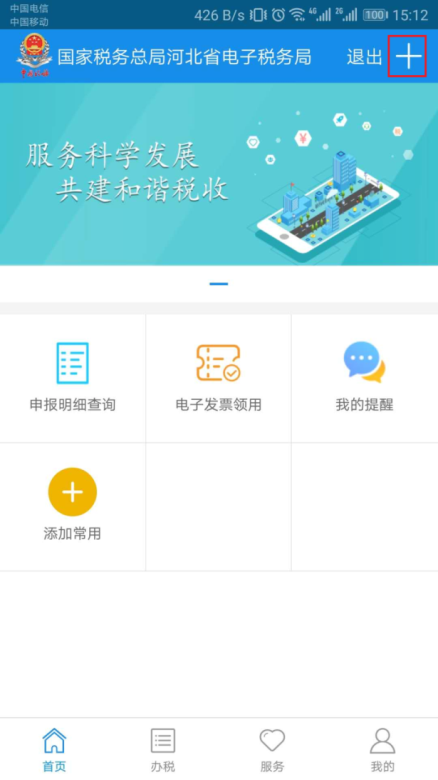 中国电信
中国移动
426 B/s 4G 2G 100 15:12
国家税务总局河北省电子税务局 退出
服务科学发展
共建和谐税收
申报明细查询 电子发票领用 我的提醒
添加常用
首页 办税 服务 我的